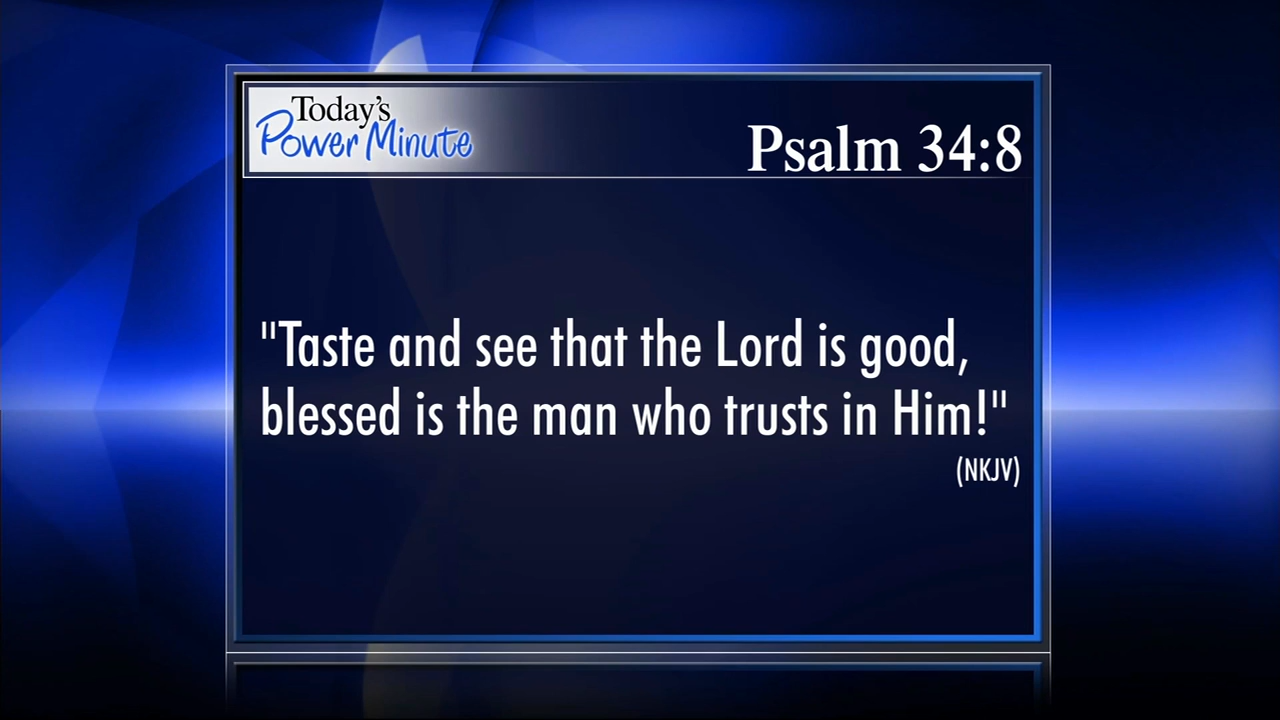 Today's
Power Minute
Psalm 34:8
"Taste and see that the Lord is good,
blessed is the man who trusts in Him!"
(NKJV)